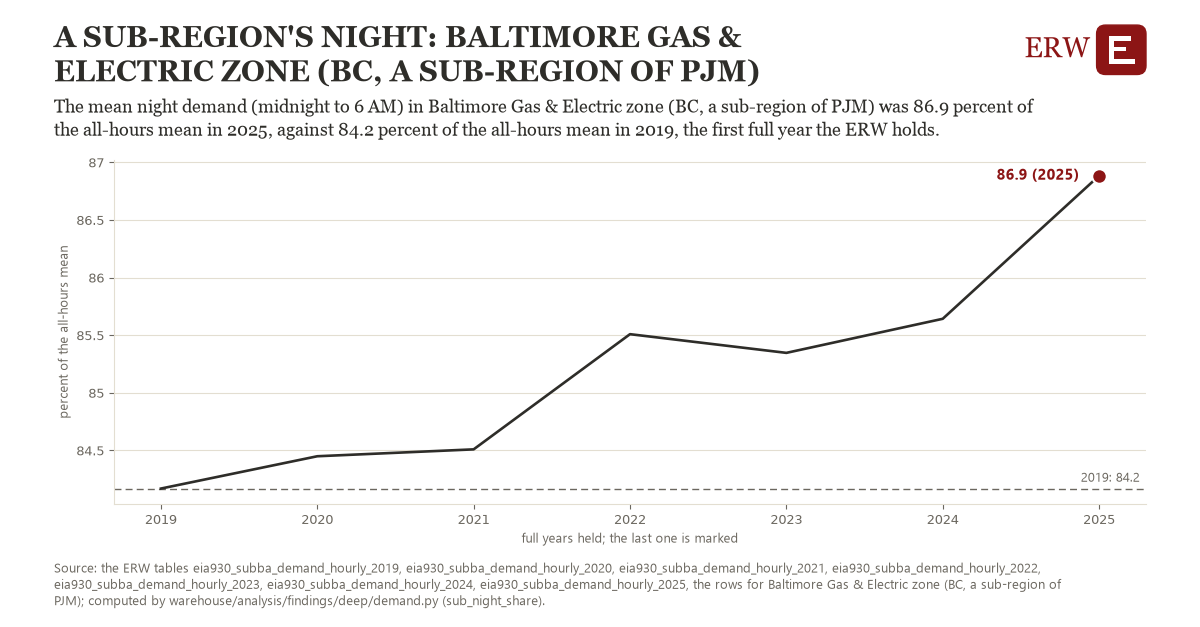 A SUB-REGION'S NIGHT: BALTIMORE GAS &
ELECTRIC ZONE (BC, A SUB-REGION OF PJM)
ERW E
The mean night demand (midnight to 6 AM) in Baltimore Gas & Electric zone (BC, a sub-region of PJM) was 86.9 percent of
the all-hours mean in 2025, against 84.2 percent of the all-hours mean in 2019, the first full year the ERW holds.
87
86.5
86
85.5
85
84.5
percent of the all-hours mean
86.9 (2025)
2019: 84.2
2019 2020 2021 2022 2023 2024 2025
full years held; the last one is marked
Source: the ERW tables eia930_subba_demand_hourly_2019, eia930_subba_demand_hourly_2020, eia930_subba_demand_hourly_2021, eia930_subba_demand_hourly_2022,
eia930_subba_demand_hourly_2023, eia930_subba_demand_hourly_2024, eia930_subba_demand_hourly_2025, the rows for Baltimore Gas & Electric zone (BC, a sub-region of
PJM); computed by warehouse/analysis/findings/deep/demand.py (sub_night_share).